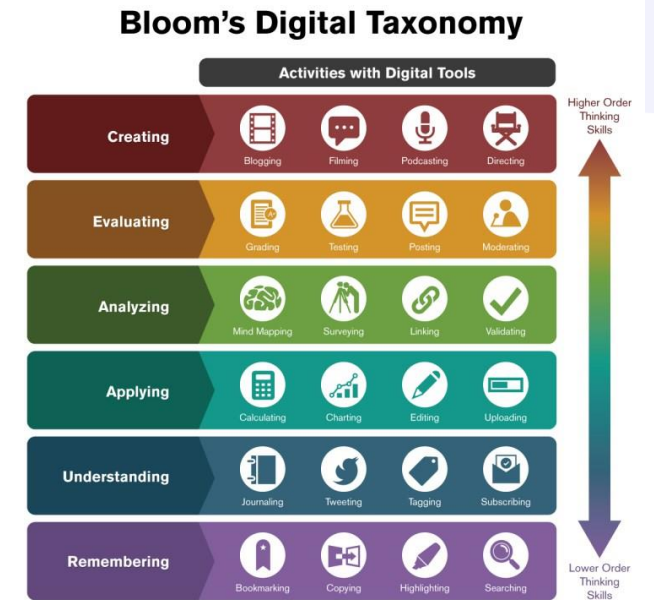 Bloom's Digital Taxonomy
Activities with Digital Tools
Higher Order
Thinking
Skills
Creating
Blogging Filming Podcasting Directing
Evaluating
A+
Grading Testing Posting Moderating
Analyzing
Mind Mapping Surveying Linking Validating
Applying
Calculating Charting Editing Uploading
Understanding
Journaling Tweeting Tagging Subscribing
Remembering
Bookmarking Copying Highlighting Searching
Lower Order
Thinking
Skills